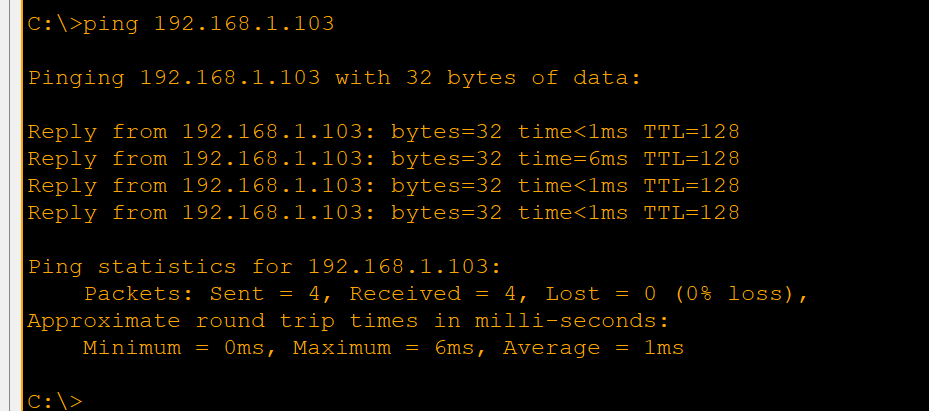 C:\>ping 192.168.1.103
Pinging 192.168.1.103 with 32 bytes of data:
Reply from 192.168.1.103: bytes=32 time<1ms TTL=128
Reply from 192.168.1.103: bytes=32 time=6ms TTL=128
Reply from 192.168.1.103: bytes=32 time<1ms TTL=128
Reply from 192.168.1.103: bytes=32 time<1ms TTL=128
Ping statistics for 192.168.1.103:
    Packets: Sent = 4, Received = 4, Lost = 0 (0% loss),
Approximate round trip times in milli-seconds:
    Minimum = 0ms, Maximum = 6ms, Average = 1ms
C:\>